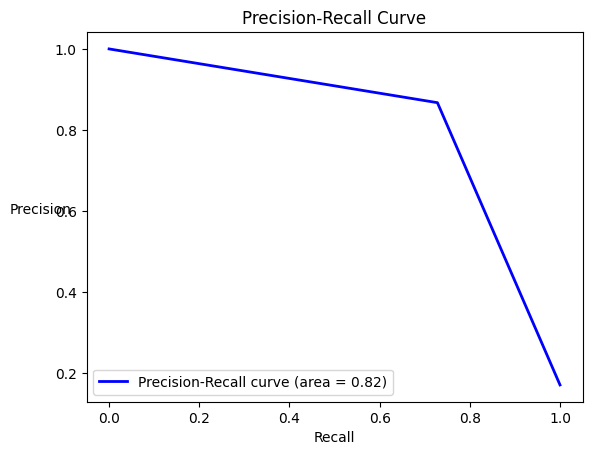 Precision-Recall Curve
1.0
0.8
Precision
0.6
0.4
0.2
Precision-Recall curve (area = 0.82)
0.0 0.2 0.4 0.6 0.8 1.0
Recall